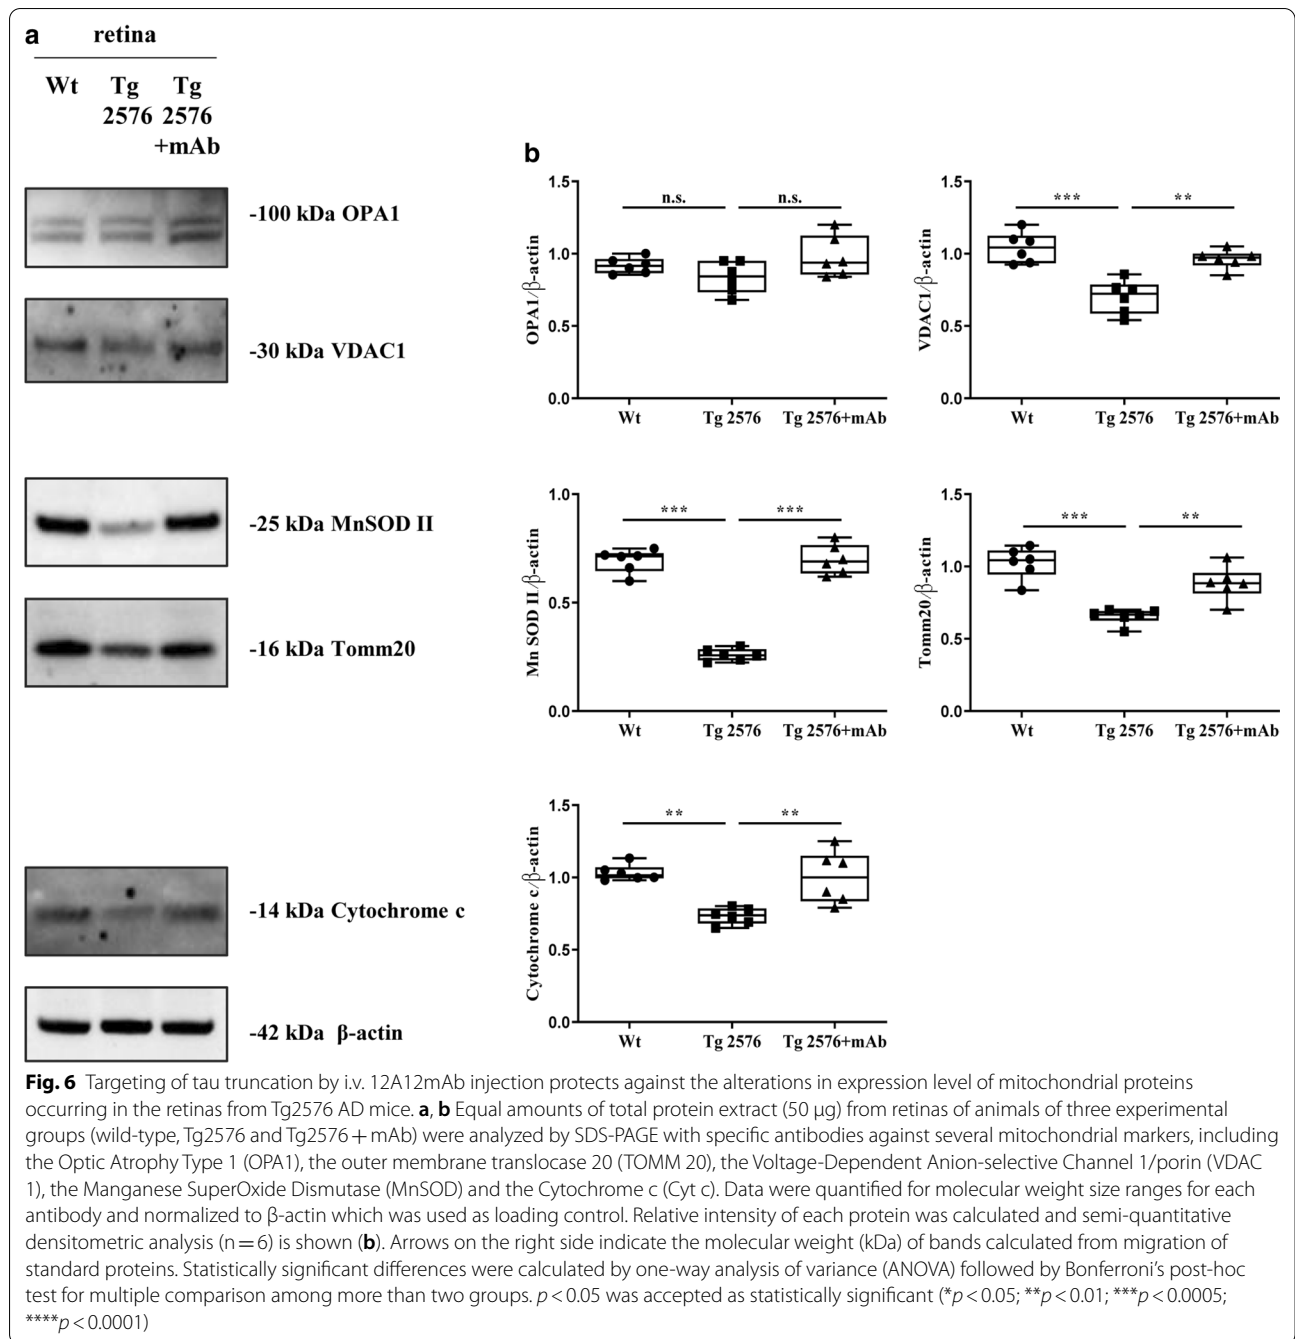 a
retina
Wt Tg Tg
2576 2576
+mAb
-100 kDa OPA1
-30 kDa VDAC1
-25 kDa MnSOD II
-16 kDa Tomm20
-14 kDa Cytochrome c
-42 kDa β-actin
b
OPA1/β-actin
1.5
1.0
0.5
0.0
n.s. n.s.
Wt Tg 2576 Tg 2576+mAb
VDAC1/β-actin
1.5
1.0
0.5
0.0
*** **
Wt Tg 2576 Tg 2576+mAb
Mn SOD II/β-actin
1.0
0.5
0.0
*** ***
Wt Tg 2576 Tg 2576+mAb
Tomm20/β-actin
1.5
1.0
0.5
0.0
*** **
Wt Tg 2576 Tg 2576+mAb
Cytochrome c/β-actin
1.5
1.0
0.5
0.0
** **
Wt Tg 2576 Tg 2576+mAb
Fig. 6 Targeting of tau truncation by i.v. 12A12mAb injection protects against the alterations in expression level of mitochondrial proteins
occurring in the retinas from Tg2576 AD mice. a, b Equal amounts of total protein extract (50 μg) from retinas of animals of three experimental
groups (wild-type, Tg2576 and Tg2576 + mAb) were analyzed by SDS-PAGE with specific antibodies against several mitochondrial markers, including
the Optic Atrophy Type 1 (OPA1), the outer membrane translocase 20 (TOMM 20), the Voltage-Dependent Anion-selective Channel 1/porin (VDAC
1), the Manganese SuperOxide Dismutase (MnSOD) and the Cytochrome c (Cyt c). Data were quantified for molecular weight size ranges for each
antibody and normalized to β-actin which was used as loading control. Relative intensity of each protein was calculated and semi-quantitative
densitometric analysis (n = 6) is shown (b). Arrows on the right side indicate the molecular weight (kDa) of bands calculated from migration of
standard proteins. Statistically significant differences were calculated by one-way analysis of variance (ANOVA) followed by Bonferroni's post-hoc
test for multiple comparison among more than two groups. p < 0.05 was accepted as statistically significant (*p < 0.05; **p < 0.01; ***p < 0.0005;
****p < 0.0001)